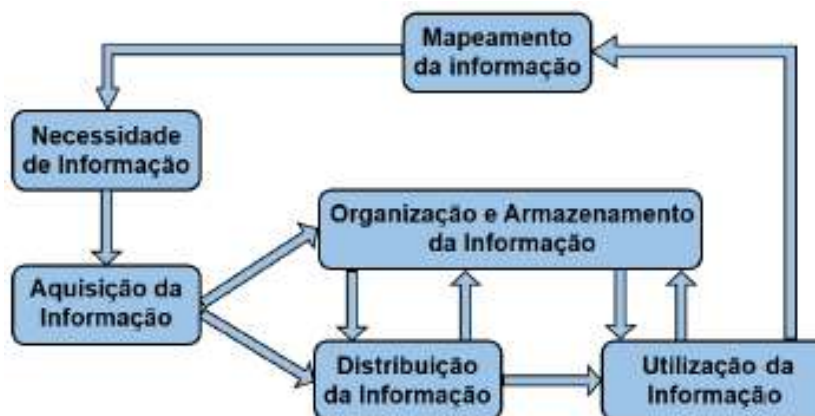 Mapeamento
da informação
Necessidade
de Informação
Organização e Armazenamento
da Informação
Aquisição da
Informação
Distribuição
da Informação
Utilização da
Informação